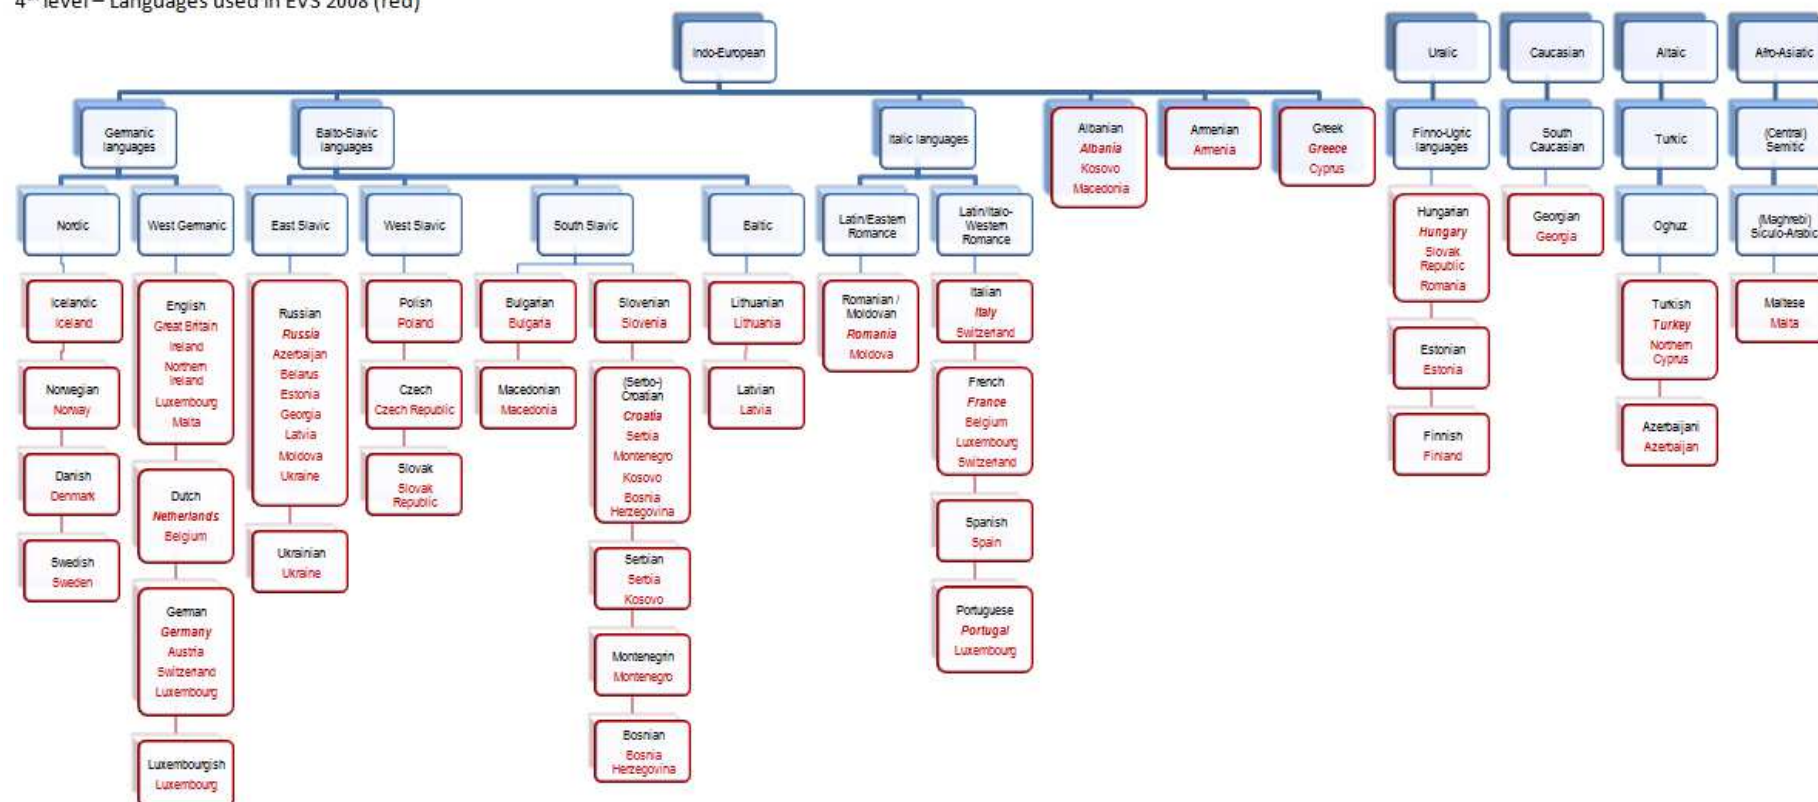 4th level – Languages used in EVS 2008 (red)
Indo-European
Uralic
Caucasian
Altaic
Afro-Asiatic
Germanic
languages
Balto-Slavic
languages
Italic languages
Albanian
Albania
Kosovo
Macedonia
Armenian
Armenia
Greek
Greece
Cyprus
Finno-Ugric
languages
South
Caucasian
Turkic
(Central)
Semitic
Nordic
West Germanic
East Slavic
West Slavic
South Slavic
Baltic
Latin/Eastern
Romance
Latin/Italo-
Western
Romance
Hungarian
Hungary
Slovak
Republic
Romania
Georgian
Georgia
Oghuz
(Maghrebi)
Siculo-Arabic
Icelandic
Iceland
English
Great Britain
Ireland
Northern
Ireland
Luxembourg
Malta
Russian
Russia
Azerbaijan
Belarus
Estonia
Georgia
Latvia
Moldova
Ukraine
Polish
Poland
Bulgarian
Bulgaria
Slovenian
Slovenia
Lithuanian
Lithuania
Romanian /
Moldovan
Romania
Moldova
Italian
Italy
Switzerland
Estonian
Estonia
Turkish
Turkey
Northern
Cyprus
Maltese
Malta
Norwegian
Norway
Czech
Czech Republic
Macedonian
Macedonia
(Serbo-)
Croatian
Croatia
Serbia
Montenegro
Kosovo
Bosnia
Herzegovina
Latvian
Latvia
French
France
Belgium
Luxembourg
Switzerland
Finnish
Finland
Azerbaijani
Azerbaijan
Danish
Denmark
Dutch
Netherlands
Belgium
Slovak
Slovak
Republic
Spanish
Spain
Swedish
Sweden
Ukrainian
Ukraine
Serbian
Serbia
Kosovo
German
Germany
Austria
Switzerland
Luxembourg
Portuguese
Portugal
Luxembourg
Montenegrin
Montenegro
Bosnian
Bosnia
Herzegovina
Luxembourgish
Luxembourg